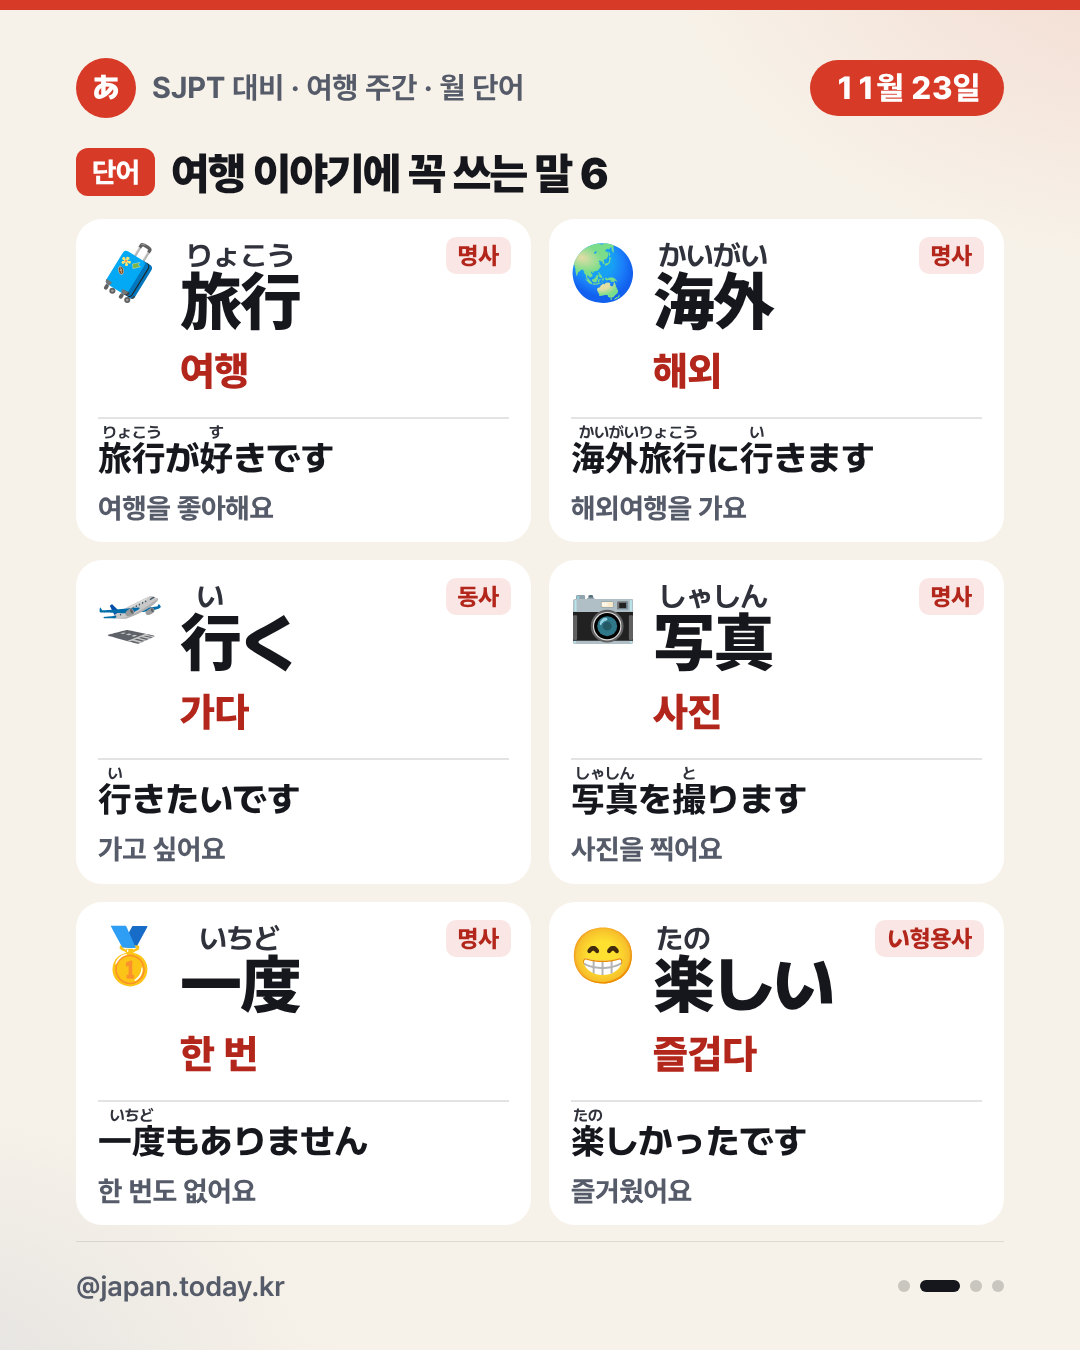 あ SJPT 대비 · 여행 주간 · 월 단어
11월 23일
단어 여행 이야기에 꼭 쓰는 말 6
りょこう
旅行
명사
여행
りょこう す
旅行が好きです
여행을 좋아해요
かいがい
海外
명사
해외
かいがいりょこう い
海外旅行に行きます
해외여행을 가요
い
行く
동사
가다
い
行きたいです
가고 싶어요
しゃしん
写真
명사
사진
しゃしん と
写真を撮ります
사진을 찍어요
いちど
一度
명사
한 번
いちど
一度もありません
한 번도 없어요
たの
楽しい
い형용사
즐겁다
たの
楽しかったです
즐거웠어요
@japan.today.kr